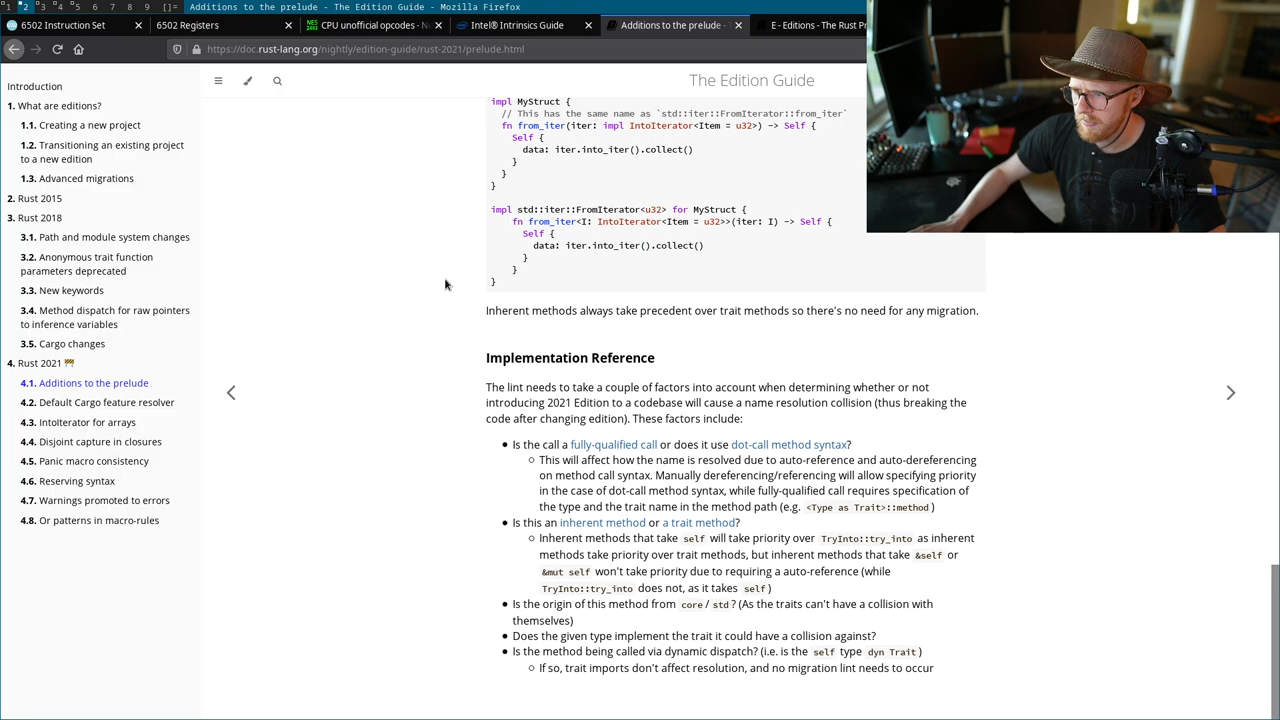 1 2 3 4 5 6 7 8 9 []= Additions to the prelude - The Edition Guide - Mozilla Firefox
6502 Instruction Set
6502 Registers
NES 2001 CPU unofficial opcodes - Ne
Intel® Intrinsics Guide
Additions to the prelude -
E - Editions - The Rust Pr
https://doc.rust-lang.org/nightly/edition-guide/rust-2021/prelude.html
The Edition Guide
Introduction
1. What are editions?
1.1. Creating a new project
1.2. Transitioning an existing project
to a new edition
1.3. Advanced migrations
2. Rust 2015
3. Rust 2018
3.1. Path and module system changes
3.2. Anonymous trait function
parameters deprecated
3.3. New keywords
3.4. Method dispatch for raw pointers
to inference variables
3.5. Cargo changes
4. Rust 2021 🚧
4.1. Additions to the prelude
4.2. Default Cargo feature resolver
4.3. IntoIterator for arrays
4.4. Disjoint capture in closures
4.5. Panic macro consistency
4.6. Reserving syntax
4.7. Warnings promoted to errors
4.8. Or patterns in macro-rules
impl MyStruct {
// This has the same name as `std::iter::FromIterator::from_iter`
fn from_iter(iter: impl IntoIterator<Item = u32>) -> Self {
Self {
data: iter.into_iter().collect()
}
}
}
impl std::iter::FromIterator<u32> for MyStruct {
fn from_iter<I: IntoIterator<Item = u32>>(iter: I) -> Self {
Self {
data: iter.into_iter().collect()
}
}
}
Inherent methods always take precedent over trait methods so there's no need for any migration.
Implementation Reference
The lint needs to take a couple of factors into account when determining whether or not
introducing 2021 Edition to a codebase will cause a name resolution collision (thus breaking the
code after changing edition). These factors include:
• Is the call a fully-qualified call or does it use dot-call method syntax?
○ This will affect how the name is resolved due to auto-reference and auto-dereferencing
on method call syntax. Manually dereferencing/referencing will allow specifying priority
in the case of dot-call method syntax, while fully-qualified call requires specification of
the type and the trait name in the method path (e.g. <Type as Trait>::method)
• Is this an inherent method or a trait method?
○ Inherent methods that take self will take priority over TryInto::try_into as inherent
methods take priority over trait methods, but inherent methods that take &self or
&mut self won't take priority due to requiring a auto-reference (while
TryInto::try_into does not, as it takes self)
• Is the origin of this method from core/std? (As the traits can't have a collision with
themselves)
• Does the given type implement the trait it could have a collision against?
• Is the method being called via dynamic dispatch? (i.e. is the self type dyn Trait)
○ If so, trait imports don't affect resolution, and no migration lint needs to occur